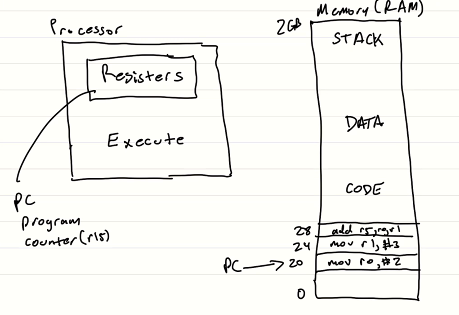 Processor
Registers
Execute
PC
program
counter (r15)
Memory (RAM)
2GB
STACK
DATA
CODE
28 add r5, r0, r1
24 mov r1, #3
PC → 20 mov r0, #2
0